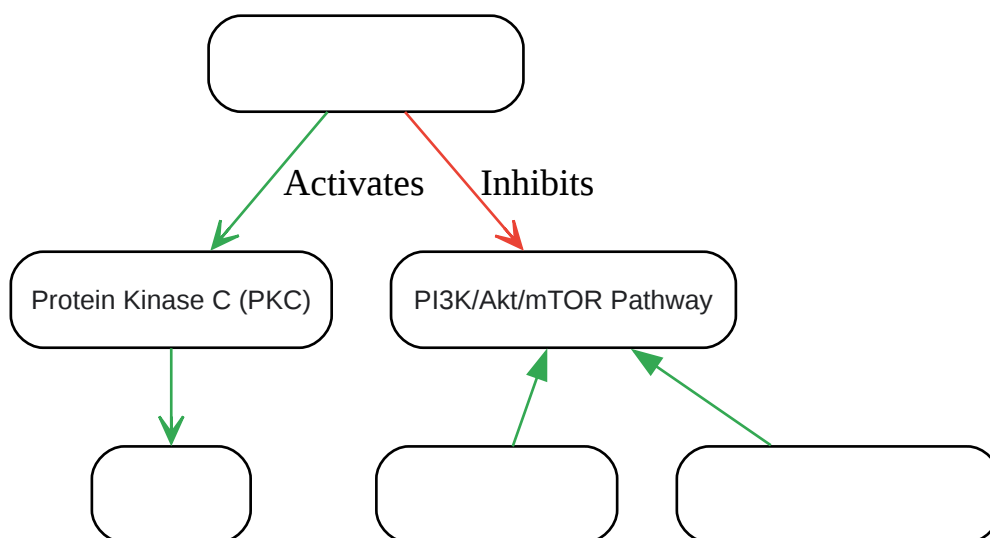 Activates
Inhibits
Protein Kinase C (PKC)
PI3K/Akt/mTOR Pathway